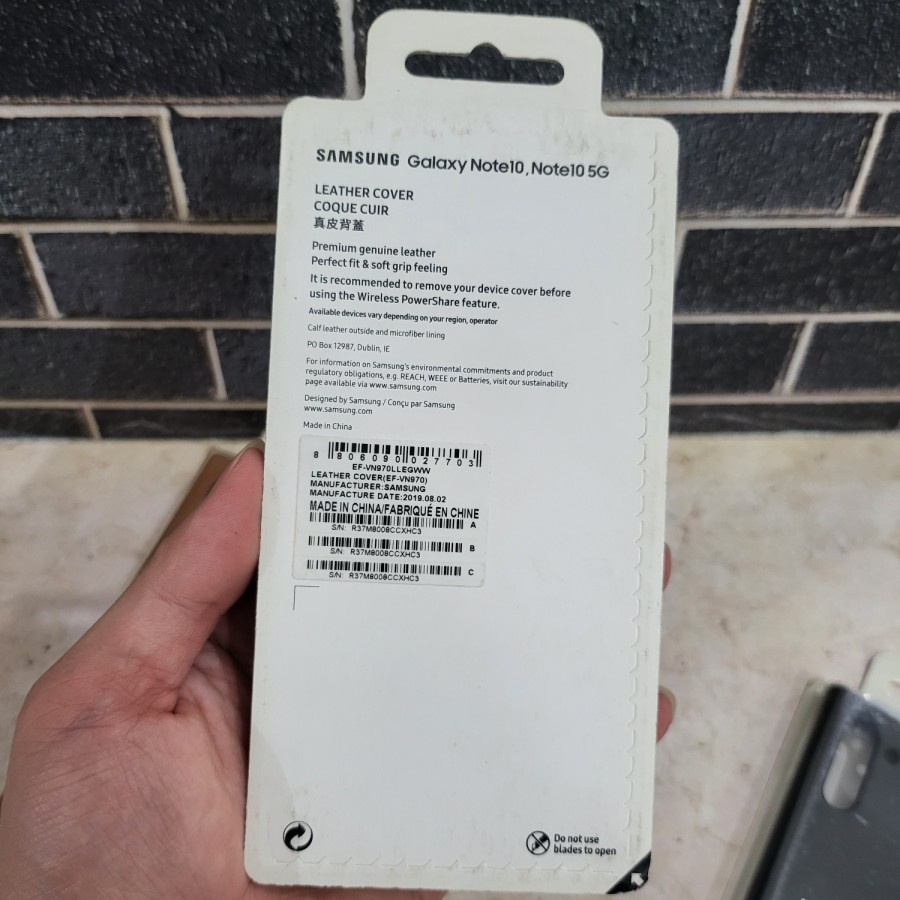 SAMSUNG Galaxy Note10, Note10 5G
LEATHER COVER
COQUE CUIR
真皮背蓋
Premium genuine leather
Perfect fit & soft grip feeling
It is recommended to remove your device cover before
using the Wireless PowerShare feature.
Available devices vary depending on your region, operator
Calf leather outside and microfiber lining
PO Box 12987, Dublin, IE
For information on Samsung's environmental commitments and product
regulatory obligations, e.g. REACH, WEEE or Batteries, visit our sustainability
page available via www.samsung.com
Designed by Samsung / Conçu par Samsung
www.samsung.com
Made in China
8 806090 027703
EF-VN970LLEGWW
LEATHER COVER(EF-VN970)
MANUFACTURER:SAMSUNG
MANUFACTURE DATE:2019.08.02
MADE IN CHINA/FABRIQUÉ EN CHINE
A
S/N: R37M8008CCXHC3
B
S/N: R37M8008CCXHC3
C
S/N: R37M8008CCXHC3
Do not use
blades to open